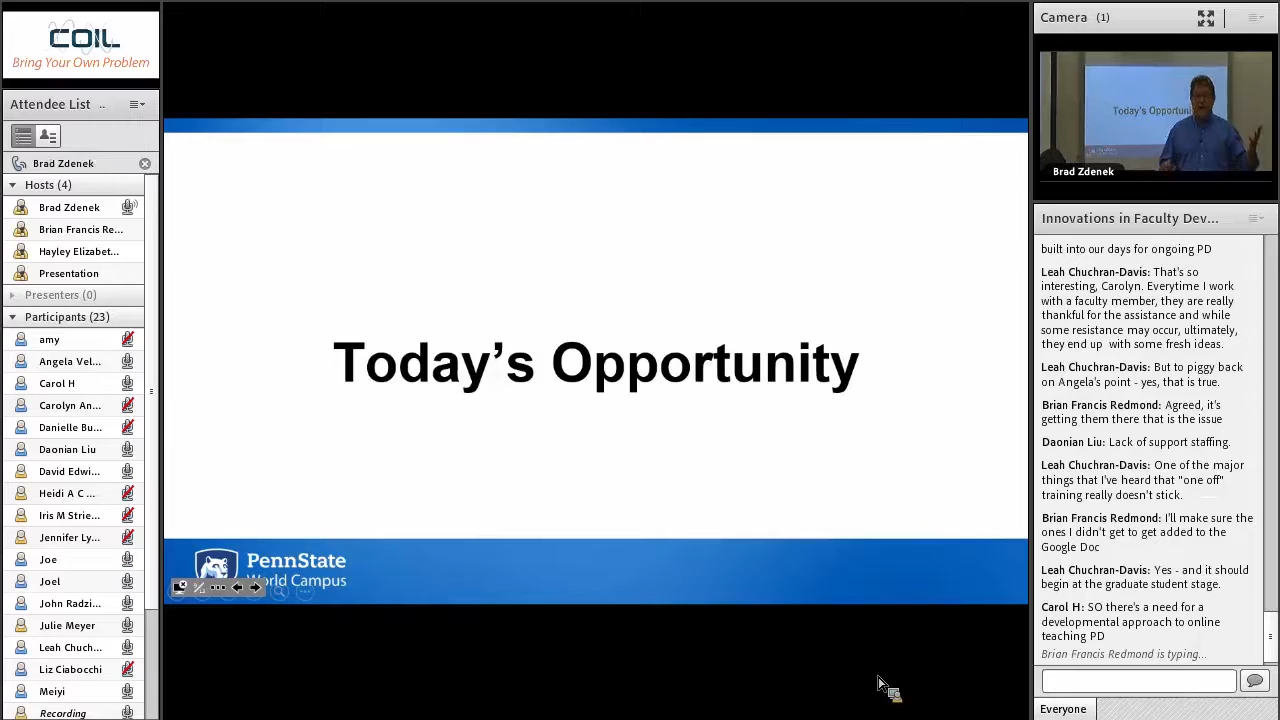 COIL
Bring Your Own Problem
Attendee List ..
Brad Zdenek
Hosts (4)
Brad Zdenek
Brian Francis Re...
Hayley Elizabet...
Presentation
Presenters (0)
Participants (23)
amy
Angela Vel...
Carol H
Carolyn An...
Danielle Bu...
Daonian Liu
David Edwi...
Heidi A C ...
Iris M Strie...
Jennifer Ly...
Joe
Joel
John Radzi...
Julie Meyer
Leah Chuch...
Liz Ciabocchi
Meiyi
Recording
Today's Opportunity
PennState
World Campus
Camera (1)
Today's Opportuni
Brad Zdenek
Innovations in Faculty Dev...
built into our days for ongoing PD
Leah Chuchran-Davis: That's so
interesting, Carolyn. Everytime I work
with a faculty member, they are really
thankful for the assistance and while
some resistance may occur, ultimately,
they end up with some fresh ideas.
Leah Chuchran-Davis: But to piggy back
on Angela's point - yes, that is true.
Brian Francis Redmond: Agreed, it's
getting them there that is the issue
Daonian Liu: Lack of support staffing.
Leah Chuchran-Davis: One of the major
things that I've heard that "one off"
training really doesn't stick.
Brian Francis Redmond: I'll make sure the
ones I didn't get to get added to the
Google Doc
Leah Chuchran-Davis: Yes - and it should
begin at the graduate student stage.
Carol H: SO there's a need for a
developmental approach to online
teaching PD
Brian Francis Redmond is typing...
Everyone